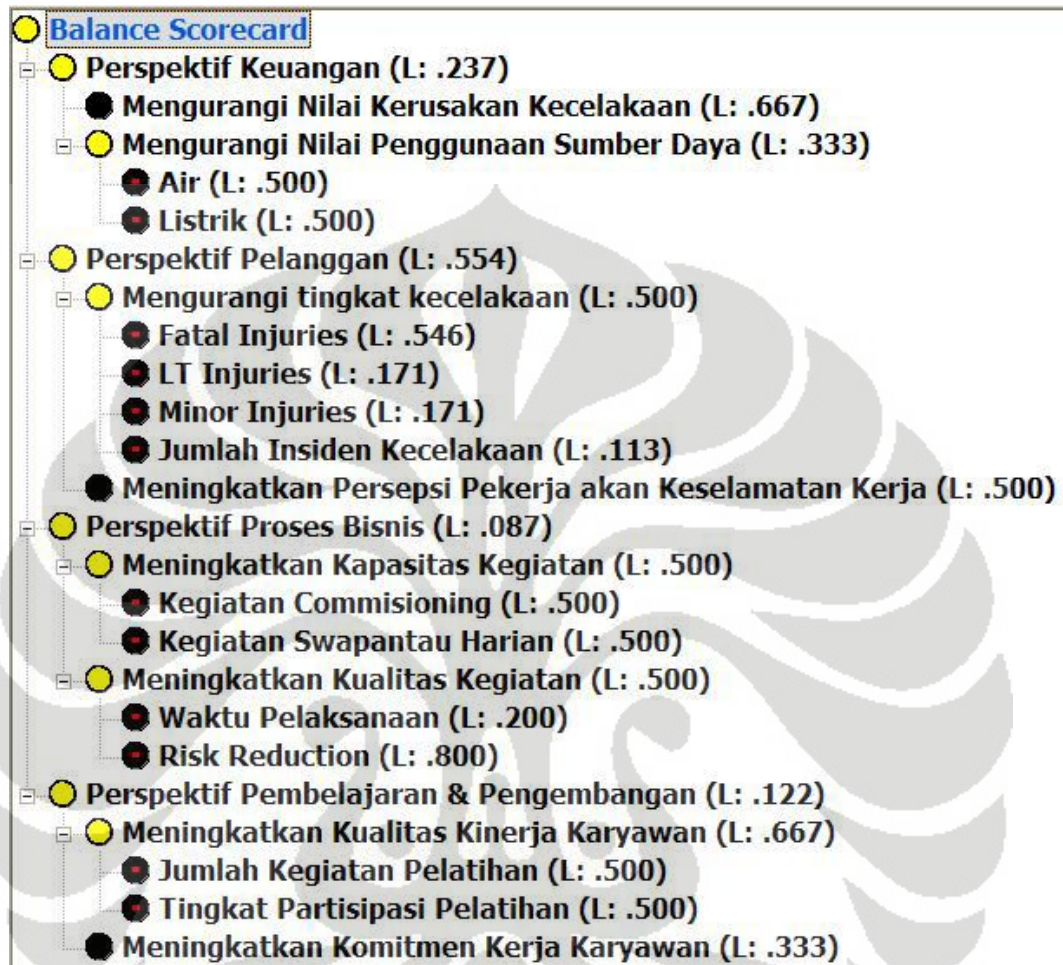 Balance Scorecard
Perspektif Keuangan (L: .237)
Mengurangi Nilai Kerusakan Kecelakaan (L: .667)
Mengurangi Nilai Penggunaan Sumber Daya (L: .333)
Air (L: .500)
Listrik (L: .500)
Perspektif Pelanggan (L: .554)
Mengurangi tingkat kecelakaan (L: .500)
Fatal Injuries (L: .546)
LT Injuries (L: .171)
Minor Injuries (L: .171)
Jumlah Insiden Kecelakaan (L: .113)
Meningkatkan Persepsi Pekerja akan Keselamatan Kerja (L: .500)
Perspektif Proses Bisnis (L: .087)
Meningkatkan Kapasitas Kegiatan (L: .500)
Kegiatan Commisioning (L: .500)
Kegiatan Swapantau Harian (L: .500)
Meningkatkan Kualitas Kegiatan (L: .500)
Waktu Pelaksanaan (L: .200)
Risk Reduction (L: .800)
Perspektif Pembelajaran & Pengembangan (L: .122)
Meningkatkan Kualitas Kinerja Karyawan (L: .667)
Jumlah Kegiatan Pelatihan (L: .500)
Tingkat Partisipasi Pelatihan (L: .500)
Meningkatkan Komitmen Kerja Karyawan (L: .333)